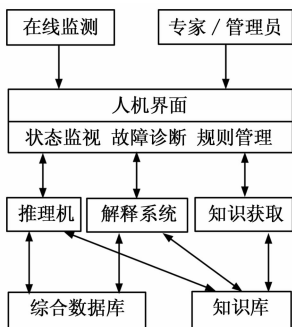 在线监测
专家/管理员
人机界面
状态监视 故障诊断 规则管理
推理机
解释系统
知识获取
综合数据库
知识库